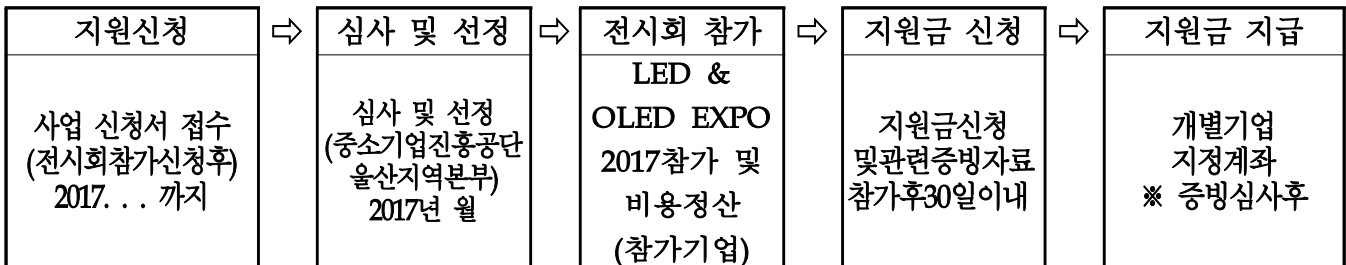 지원신청 ⇨ 심사 및 선정 ⇨ 전시회 참가 ⇨ 지원금 신청 ⇨ 지원금 지급
사업 신청서 접수
(전시회참가신청후)
2017. . . 까지
심사 및 선정
(중소기업진흥공단
울산지역본부)
2017년 월
LED &
OLED EXPO
2017참가 및
비용정산
(참가기업)
지원금신청
및관련증빙자료
참가후30일이내
개별기업
지정계좌
※ 증빙심사후